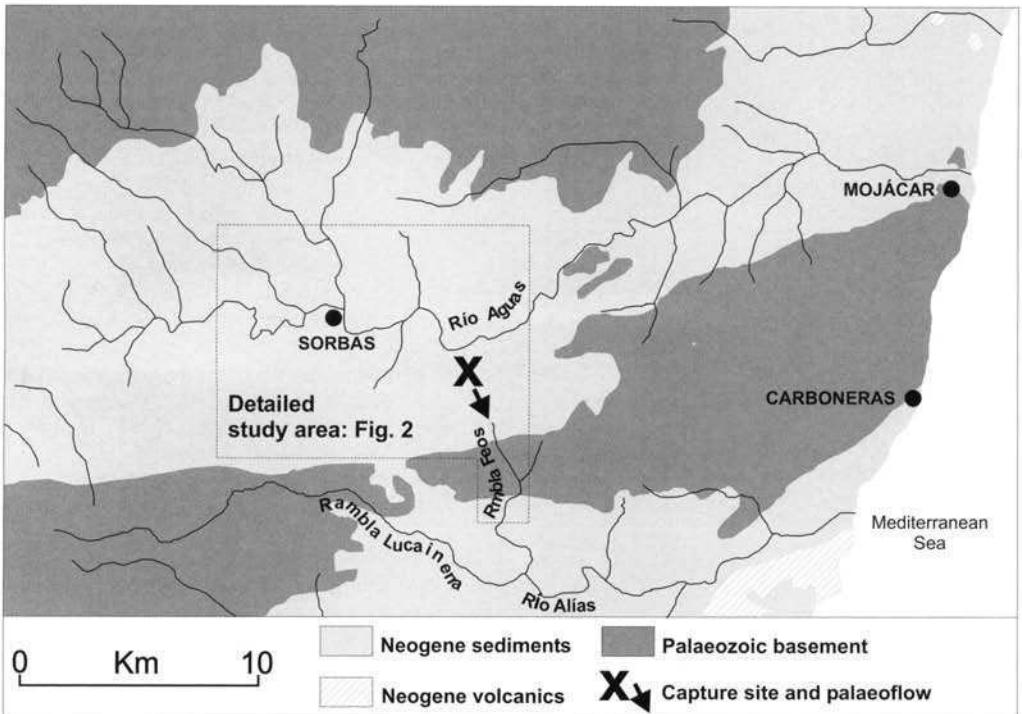 MOJÁCAR
Río Aguas
SORBAS
X
CARBONERAS
Detailed
study area: Fig. 2
Rmbla Feos
Rambla Lucainena
Mediterranean
Sea
Río Alías
0 Km 10
Neogene sediments
Palaeozoic basement
Neogene volcanics
X Capture site and palaeoflow